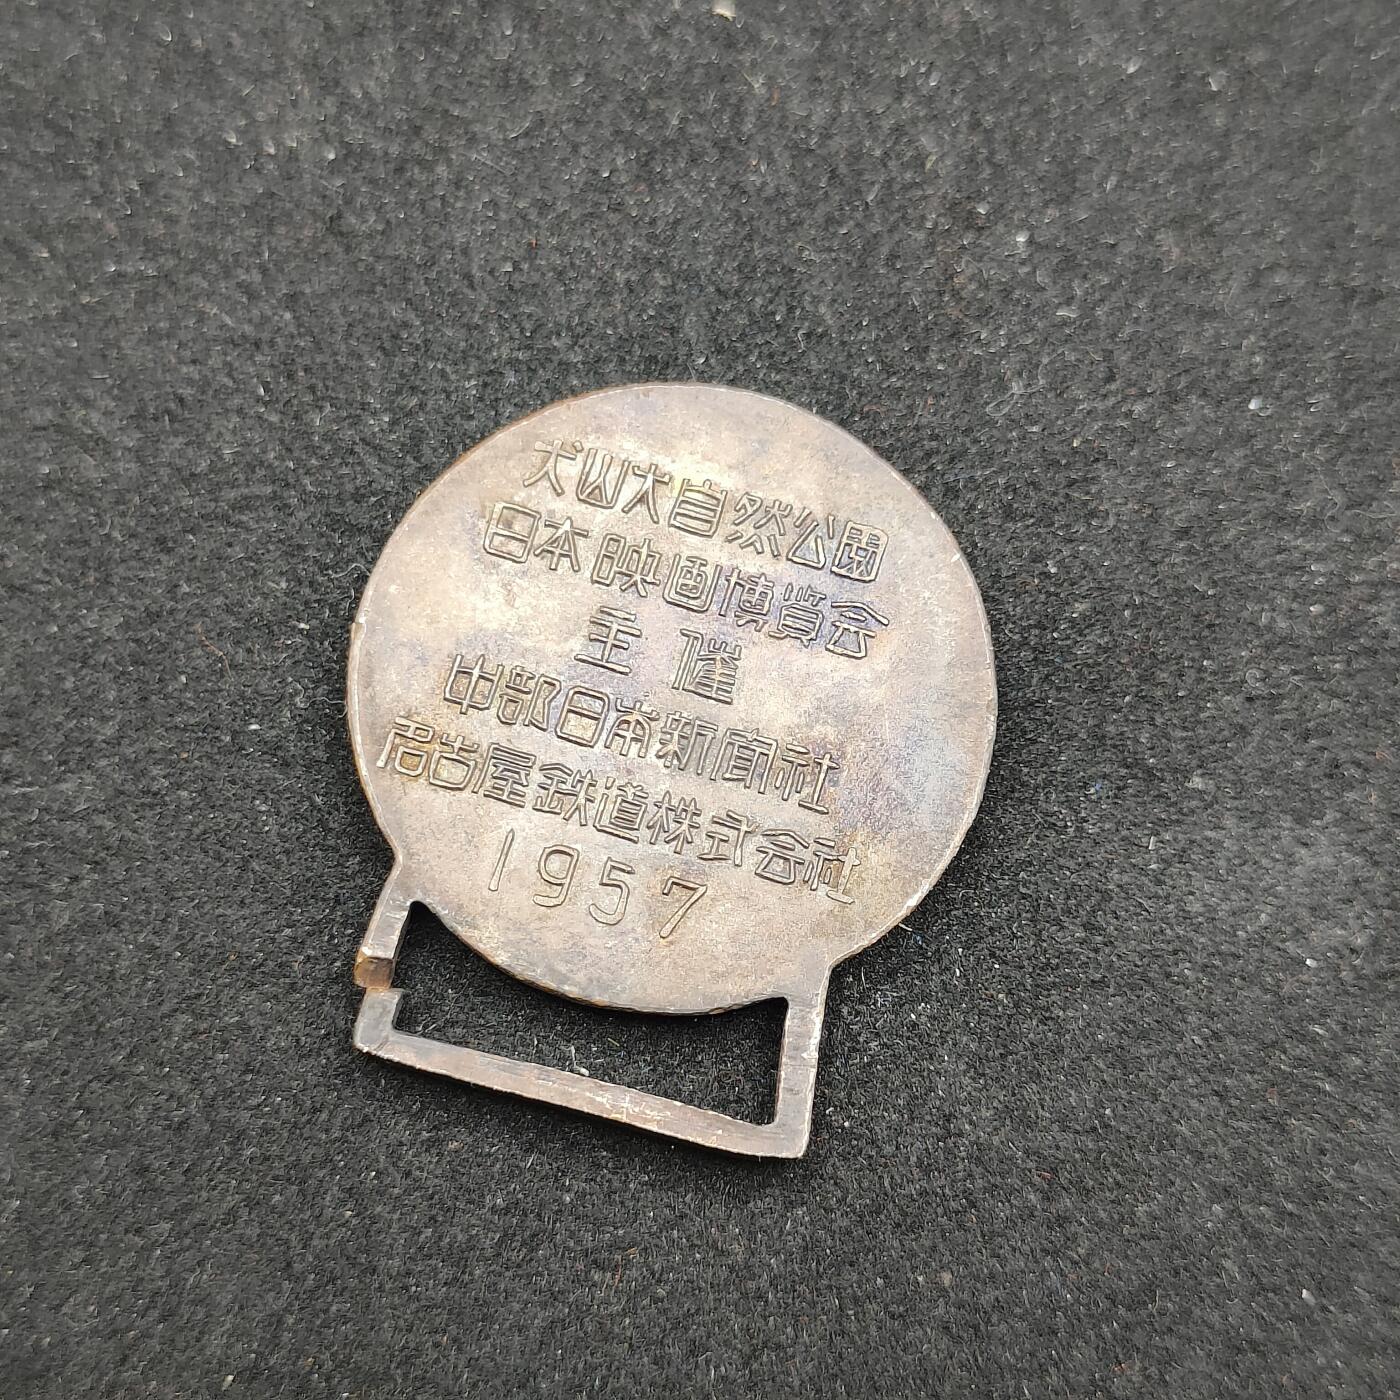 犬山大自然公園
日本映画博覧会
主催
中部日本新聞社
名古屋鉄道株式会社
1957